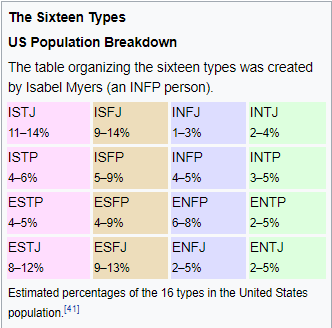 The Sixteen Types
US Population Breakdown
The table organizing the sixteen types was created
by Isabel Myers (an INFP person).
ISTJ ISFJ INFJ INTJ
11–14% 9–14% 1–3% 2–4%
ISTP ISFP INFP INTP
4–6% 5–9% 4–5% 3–5%
ESTP ESFP ENFP ENTP
4–5% 4–9% 6–8% 2–5%
ESTJ ESFJ ENFJ ENTJ
8–12% 9–13% 2–5% 2–5%
Estimated percentages of the 16 types in the United States
population.[41]